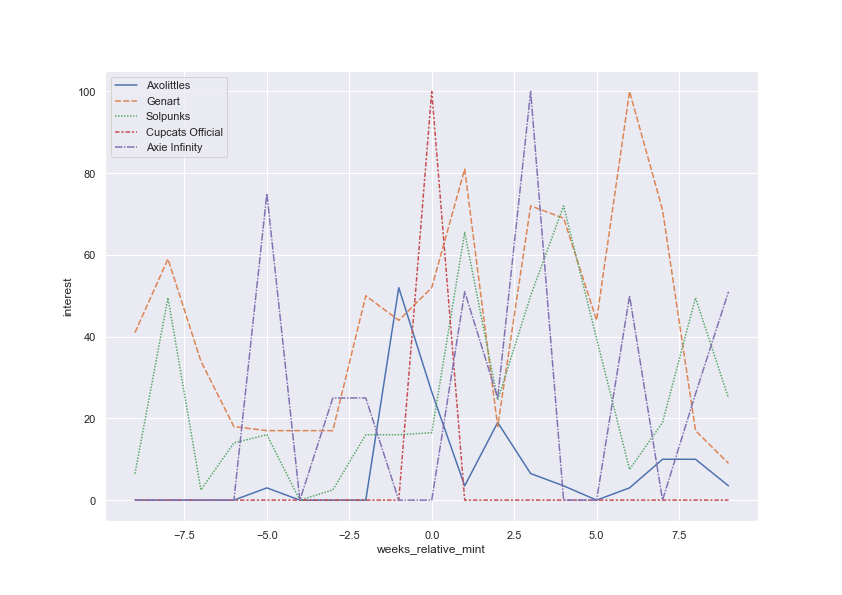 Axolittles
Genart
Solpunks
Cupcats Official
Axie Infinity
100
80
60
40
20
0
interest
−7.5 −5.0 −2.5 0.0 2.5 5.0 7.5
weeks_relative_mint